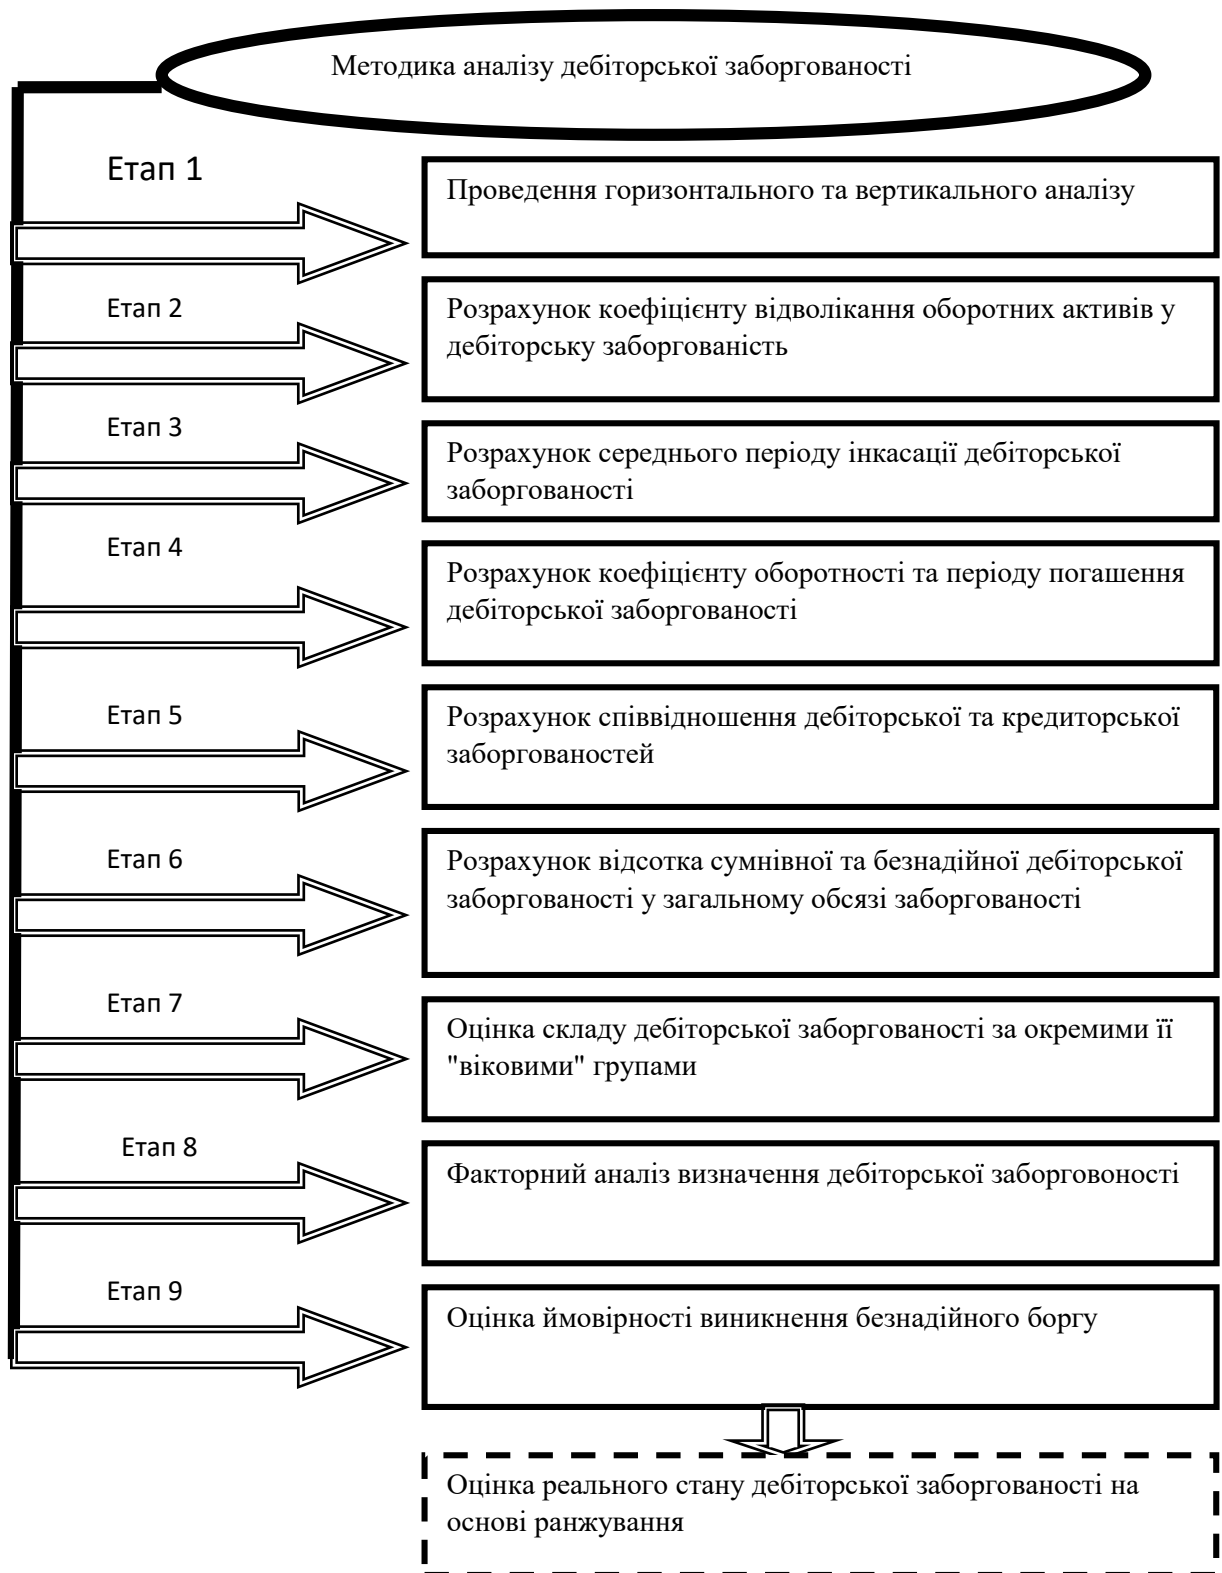 Методика аналізу дебіторської заборгованості
Етап 1
Проведення горизонтального та вертикального аналізу
Етап 2
Розрахунок коефіцієнту відволікання оборотних активів у
дебіторську заборгованість
Етап 3
Розрахунок середнього періоду інкасації дебіторської
заборгованості
Етап 4
Розрахунок коефіцієнту оборотності та періоду погашення
дебіторської заборгованості
Етап 5
Розрахунок співвідношення дебіторської та кредиторської
заборгованостей
Етап 6
Розрахунок відсотка сумнівної та безнадійної дебіторської
заборгованості у загальному обсязі заборгованості
Етап 7
Оцінка складу дебіторської заборгованості за окремими її
"віковими" групами
Етап 8
Факторний аналіз визначення дебіторської заборговоності
Етап 9
Оцінка ймовірності виникнення безнадійного боргу
Оцінка реального стану дебіторської заборгованості на
основі ранжування